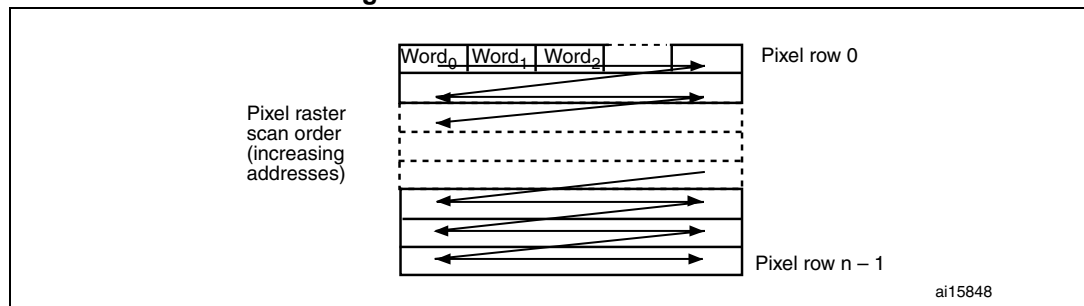 Word0 Word1 Word2
Pixel row 0
Pixel raster
scan order
(increasing
addresses)
Pixel row n – 1
ai15848